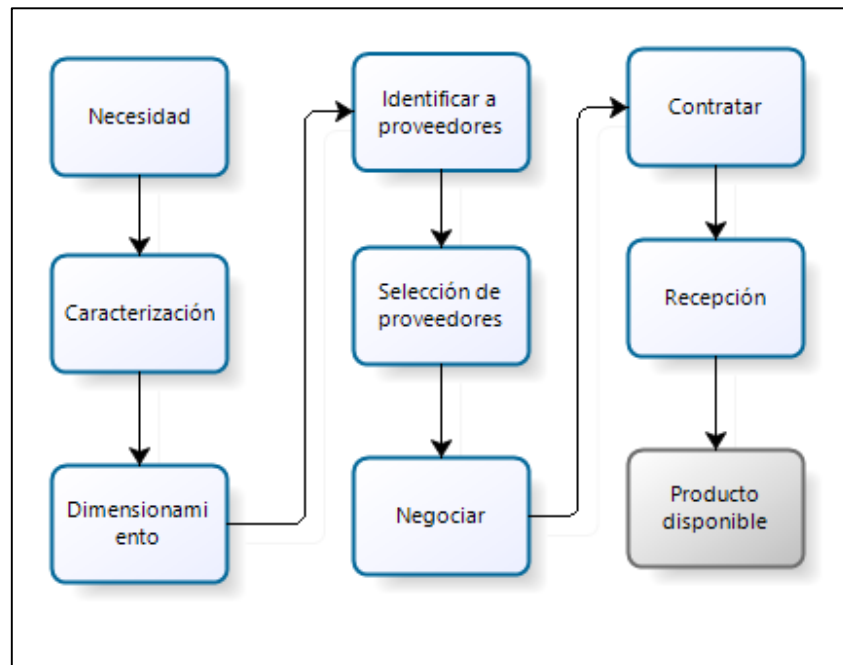 Necesidad
Caracterización
Dimensionami
ento
Identificar a
proveedores
Selección de
proveedores
Negociar
Contratar
Recepción
Producto
disponible